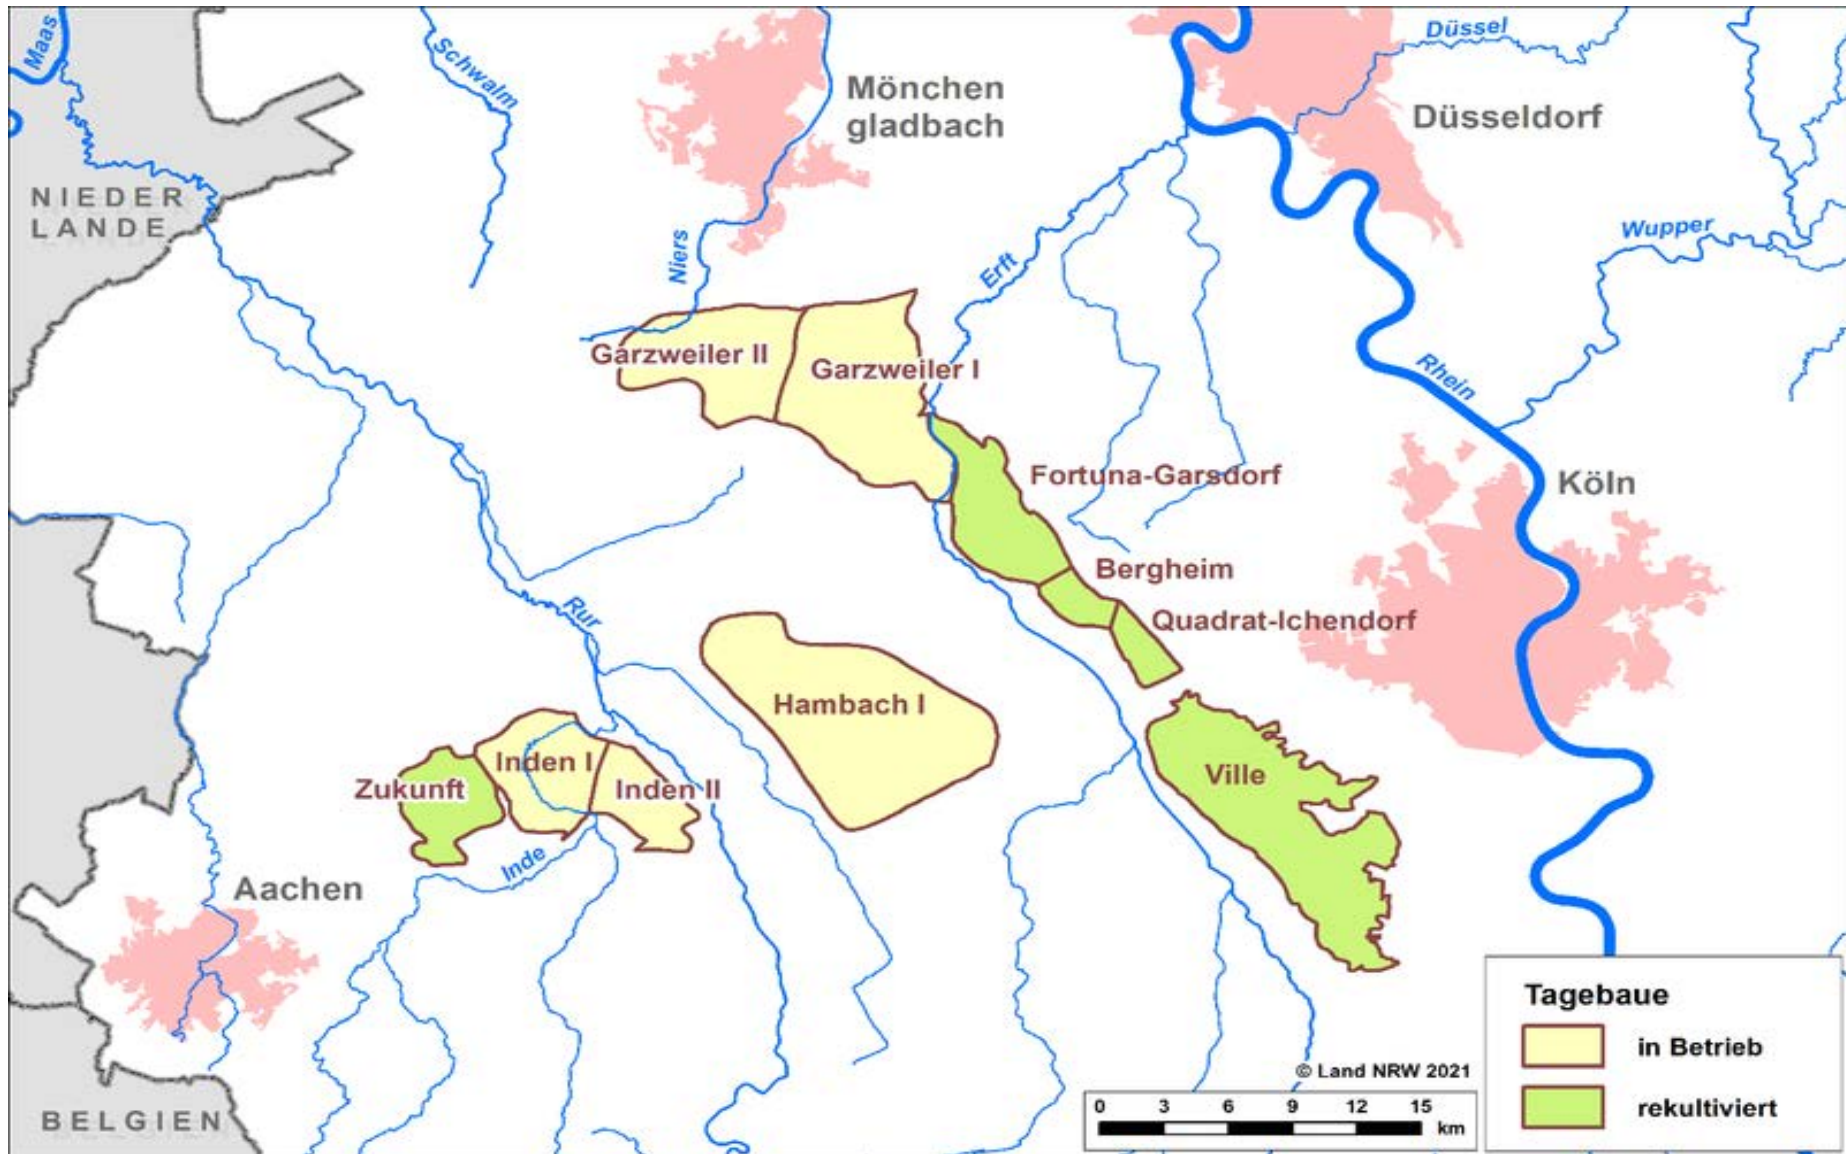 Maas
Schwalm
Mönchen
gladbach
Düssel
Düsseldorf
NIEDER
LANDE
Niers
Erft
Wupper
Garzweiler II
Garzweiler I
Rhein
Fortuna-Garsdorf
Köln
Bergheim
Rur
Quadrat-Ichendorf
Hambach I
Inden I
Zukunft
Inden II
Ville
Inde
Aachen
Tagebaue
in Betrieb
rekultiviert
© Land NRW 2021
0 3 6 9 12 15
km
BELGIEN